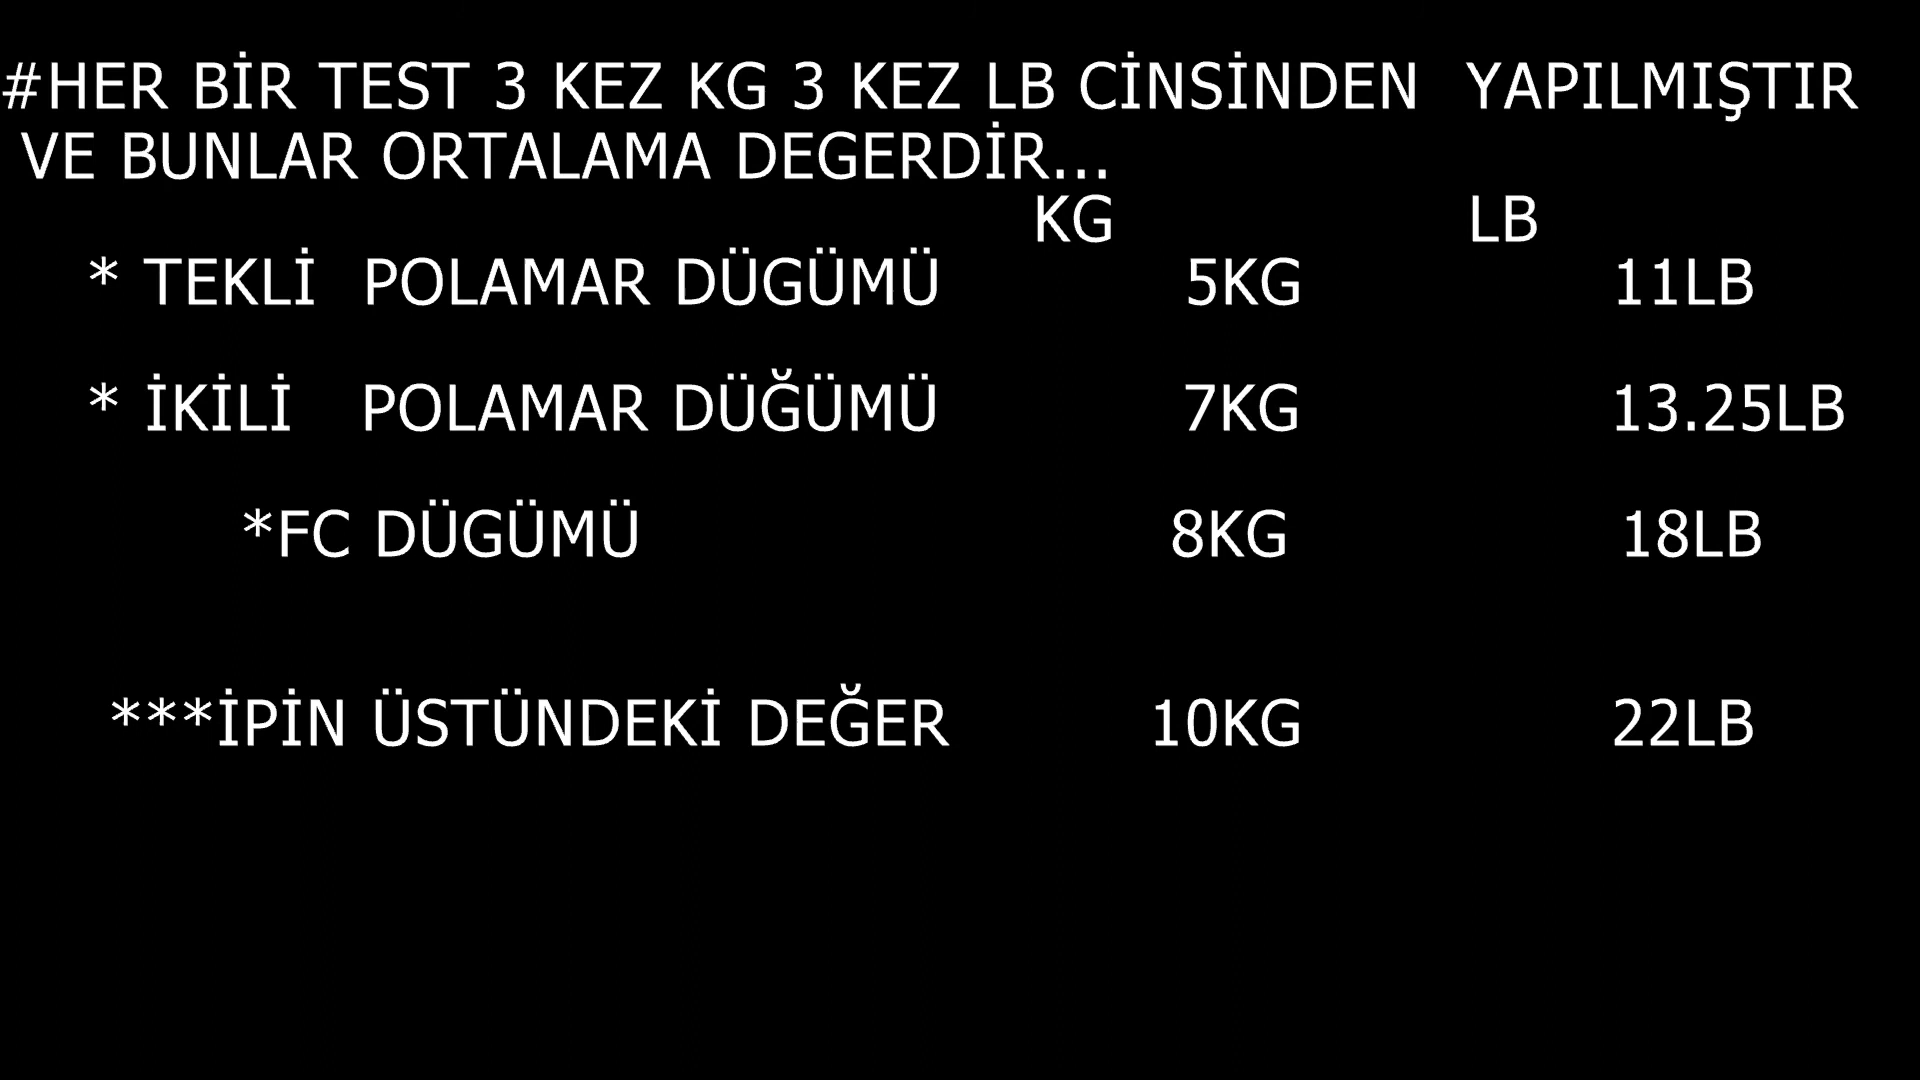 #HER BİR TEST 3 KEZ KG 3 KEZ LB CİNSİNDEN YAPILMIŞTIR
VE BUNLAR ORTALAMA DEGERDİR...
KG LB
* TEKLİ POLAMAR DÜGÜMÜ 5KG 11LB
* İKİLİ POLAMAR DÜĞÜMÜ 7KG 13.25LB
*FC DÜGÜMÜ 8KG 18LB
***İPİN ÜSTÜNDEKİ DEĞER 10KG 22LB